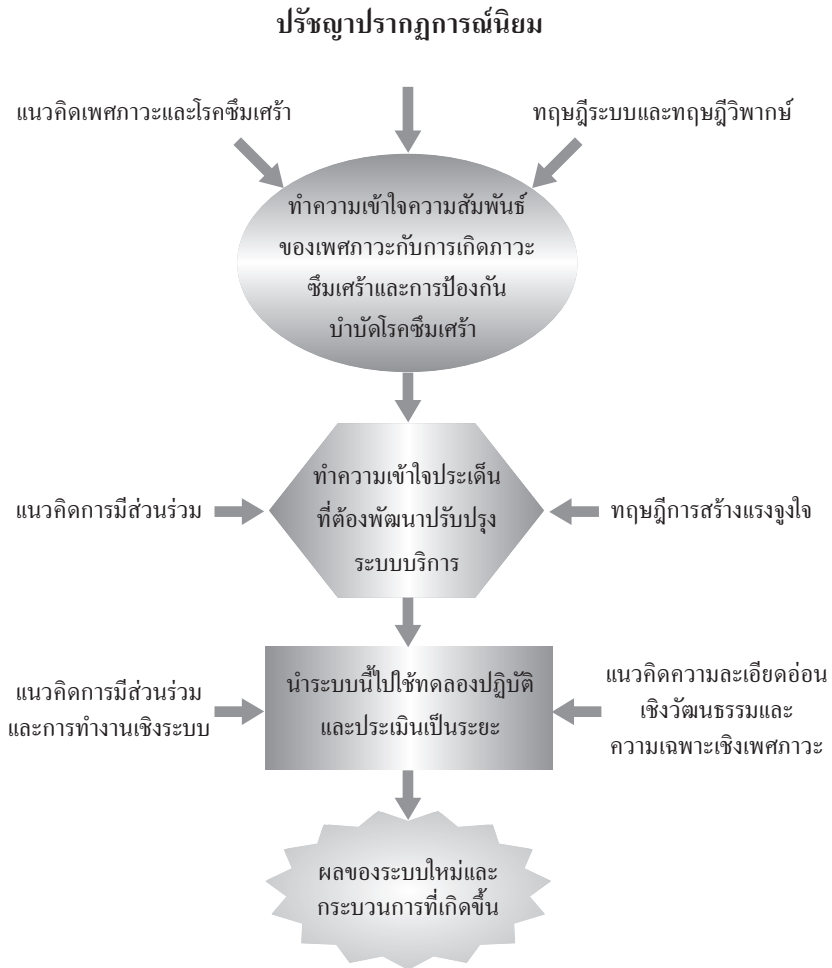 ปรัชญาปรากฏการณ์นิยม
แนวคิดเพศภาวะและโรคซึมเศร้า
ทฤษฎีระบบและทฤษฎีวิพากษ์
ทำความเข้าใจความสัมพันธ์
ของเพศภาวะกับการเกิดภาวะ
ซึมเศร้าและการป้องกัน
บำบัดโรคซึมเศร้า
แนวคิดการมีส่วนร่วม
ทำความเข้าใจประเด็น
ที่ต้องพัฒนาปรับปรุง
ระบบบริการ
ทฤษฎีการสร้างแรงจูงใจ
แนวคิดการมีส่วนร่วม
และการทำงานเชิงระบบ
นำระบบนี้ไปใช้ทดลองปฏิบัติ
และประเมินเป็นระยะ
แนวคิดความละเอียดอ่อน
เชิงวัฒนธรรมและ
ความเฉพาะเชิงเพศภาวะ
ผลของระบบใหม่และ
กระบวนการที่เกิดขึ้น